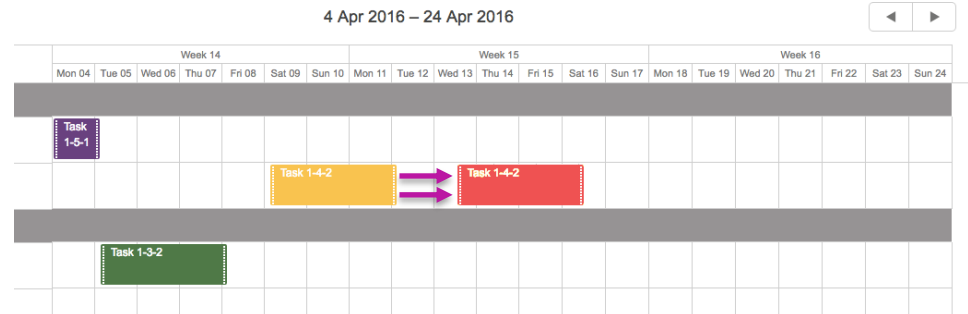 4 Apr 2016 – 24 Apr 2016
Week 14 Week 15 Week 16
Mon 04 Tue 05 Wed 06 Thu 07 Fri 08 Sat 09 Sun 10 Mon 11 Tue 12 Wed 13 Thu 14 Fri 15 Sat 16 Sun 17 Mon 18 Tue 19 Wed 20 Thu 21 Fri 22 Sat 23 Sun 24
Task
1-5-1
Task 1-4-2 Task 1-4-2
Task 1-3-2